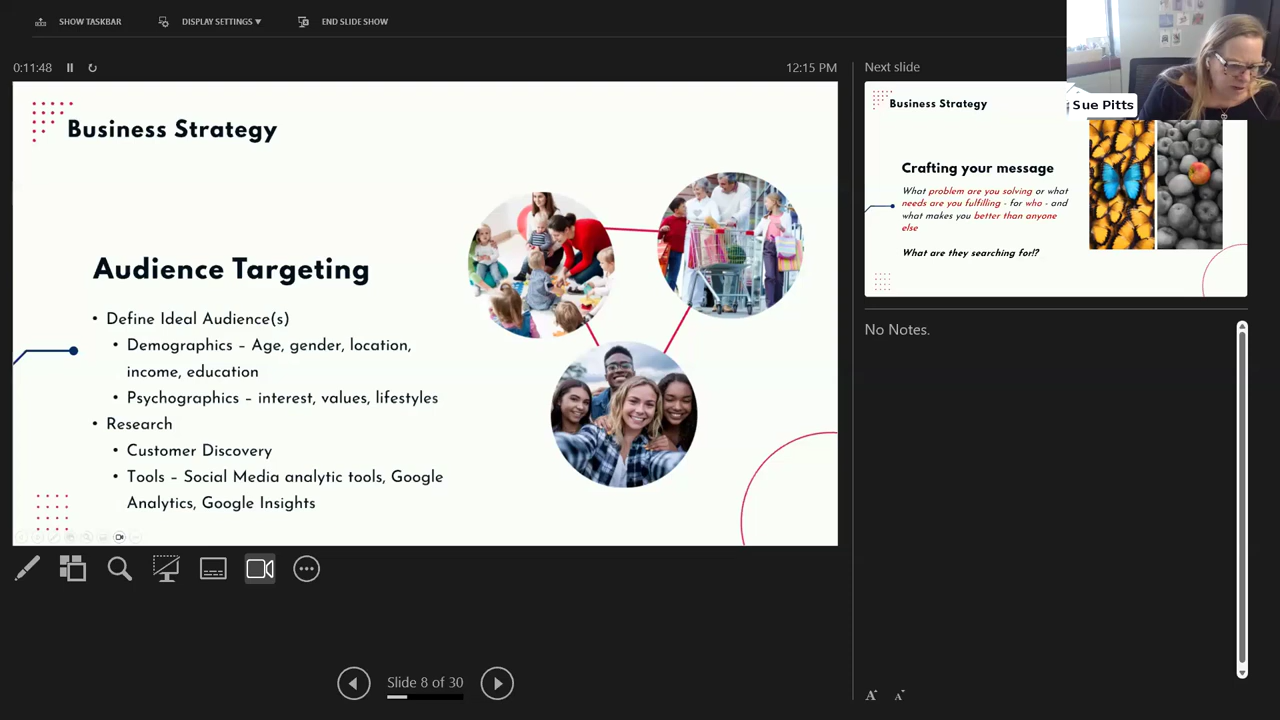 SHOW TASKBAR
DISPLAY SETTINGS ▾
END SLIDE SHOW
0:11:48
12:15 PM
Business Strategy
Audience Targeting
• Define Ideal Audience(s)
• Demographics – Age, gender, location,
income, education
• Psychographics – interest, values, lifestyles
• Research
• Customer Discovery
• Tools – Social Media analytic tools, Google
Analytics, Google Insights
Slide 8 of 30
Next slide
Sue Pitts
Business Strategy
Crafting your message
What problem are you solving or what
needs are you fulfilling - for who - and
what makes you better than anyone
else
What are they searching for!?
No Notes.
A A